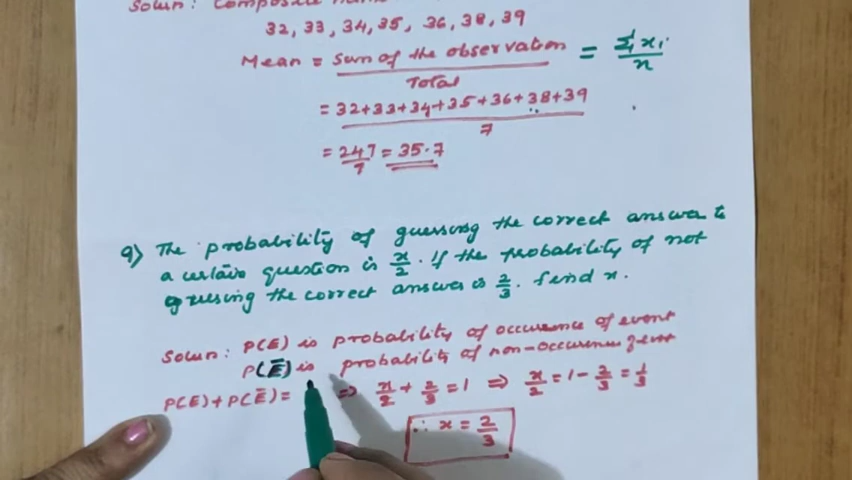 Soln: Composite
32, 33, 34, 35, 36, 38, 39
Mean = Sum of the observation / Total = Σxi / n
= 32+33+34+35+36+38+39 / 7
= 247/7 = 35.7
9) The probability of guessing the correct answer to
a certain question is x/2. If the probability of not
guessing the correct answer is 2/3. find x.
Soln: P(E) is probability of occurence of event
P(Ē) is probability of non-occurence of event
P(E) + P(Ē) = ⇒ x/2 + 2/3 = 1 ⇒ x/2 = 1 - 2/3 = 1/3
∴ x = 2/3